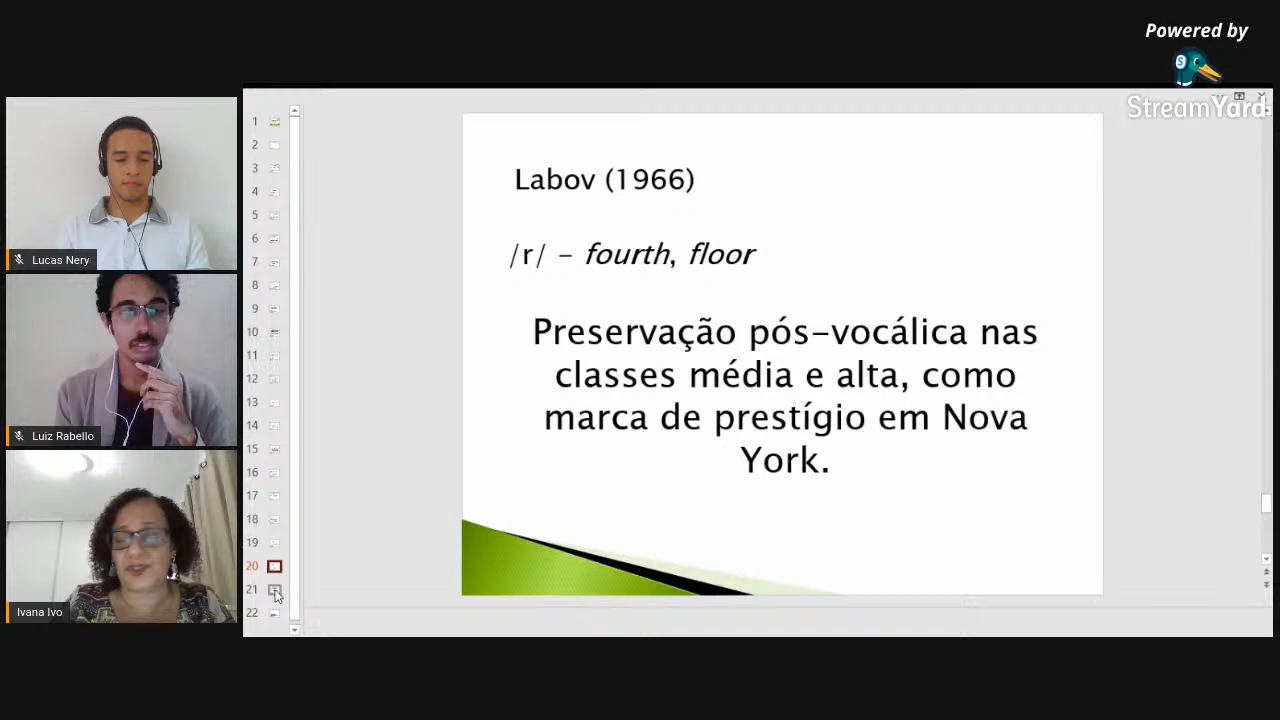 Powered by
StreamYard
Lucas Nery
Luiz Rabello
Ivana Ivo
1
2
3
4
5
6
7
8
9
10
11
12
13
14
15
16
17
18
19
20
21
22
Labov (1966)
/r/ – fourth, floor
Preservação pós-vocálica nas
classes média e alta, como
marca de prestígio em Nova
York.